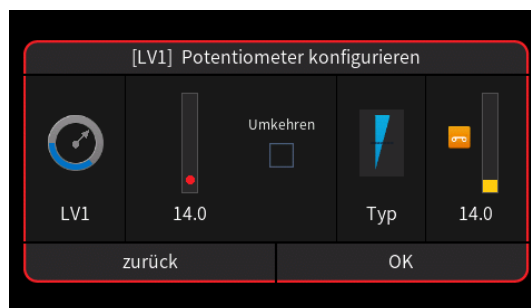 [LV1] Potentiometer konfigurieren
Umkehren
LV1
14.0
Typ
14.0
zurück
OK